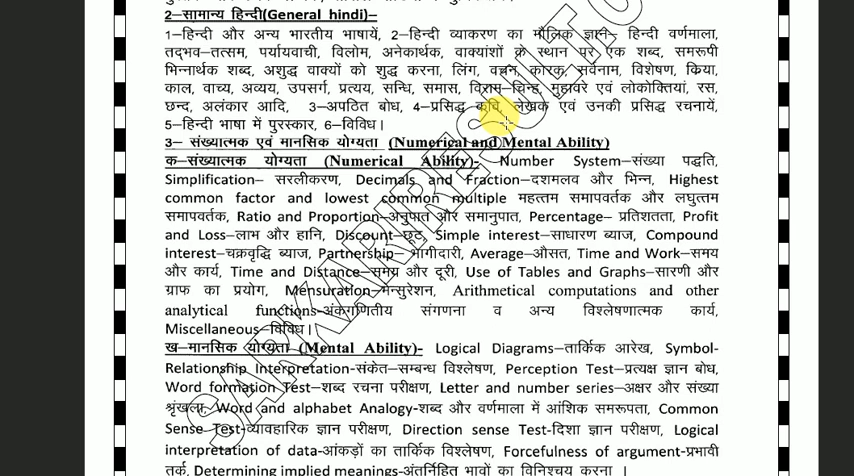 2–सामान्य हिन्दी(General hindi)–
1–हिन्दी और अन्य भारतीय भाषायें, 2–हिन्दी व्याकरण का मौलिक ज्ञान– हिन्दी वर्णमाला,
तद्भव–तत्सम, पर्यायवाची, विलोम, अनेकार्थक, वाक्यांशों के स्थान पर एक शब्द, समरूपी
भिन्नार्थक शब्द, अशुद्ध वाक्यों को शुद्ध करना, लिंग, वचन, कारक, सर्वनाम, विशेषण, क्रिया,
काल, वाच्य, अव्यय, उपसर्ग, प्रत्यय, सन्धि, समास, विराम–चिन्ह, मुहावरे एवं लोकोक्तियां, रस,
छन्द, अलंकार आदि, 3–अपठित बोध, 4–प्रसिद्ध कवि, लेखक एवं उनकी प्रसिद्ध रचनायें,
5–हिन्दी भाषा में पुरस्कार, 6–विविध।
3– संख्यात्मक एवं मानसिक योग्यता (Numerical and Mental Ability)
क–संख्यात्मक योग्यता (Numerical Ability)- Number System–संख्या पद्धति,
Simplification– सरलीकरण, Decimals and Fraction–दशमलव और भिन्न, Highest
common factor and lowest common multiple महत्तम समापवर्तक और लघुत्तम
समापवर्तक, Ratio and Proportion–अनुपात और समानुपात, Percentage– प्रतिशतता, Profit
and Loss–लाभ और हानि, Discount–छूट, Simple interest–साधारण ब्याज, Compound
interest–चक्रवृद्धि ब्याज, Partnership– भागीदारी, Average–औसत, Time and Work–समय
और कार्य, Time and Distance–समय और दूरी, Use of Tables and Graphs–सारणी और
ग्राफ का प्रयोग, Mensuration–मेन्सुरेशन, Arithmetical computations and other
analytical functions-अंकगणितीय संगणना व अन्य विश्लेषणात्मक कार्य,
Miscellaneous–विविध।
ख–मानसिक योग्यता (Mental Ability)- Logical Diagrams–तार्किक आरेख, Symbol-
Relationship Interpretation-संकेत–सम्बन्ध विश्लेषण, Perception Test–प्रत्यक्ष ज्ञान बोध,
Word formation Test–शब्द रचना परीक्षण, Letter and number series–अक्षर और संख्या
श्रृंखला, Word and alphabet Analogy-शब्द और वर्णमाला में आंशिक समरूपता, Common
Sense Test-व्यावहारिक ज्ञान परीक्षण, Direction sense Test-दिशा ज्ञान परीक्षण, Logical
interpretation of data-आंकड़ों का तार्किक विश्लेषण, Forcefulness of argument-प्रभावी
तर्क, Determining implied meanings-अंतर्निहित भावों का विनिश्चय करना ।